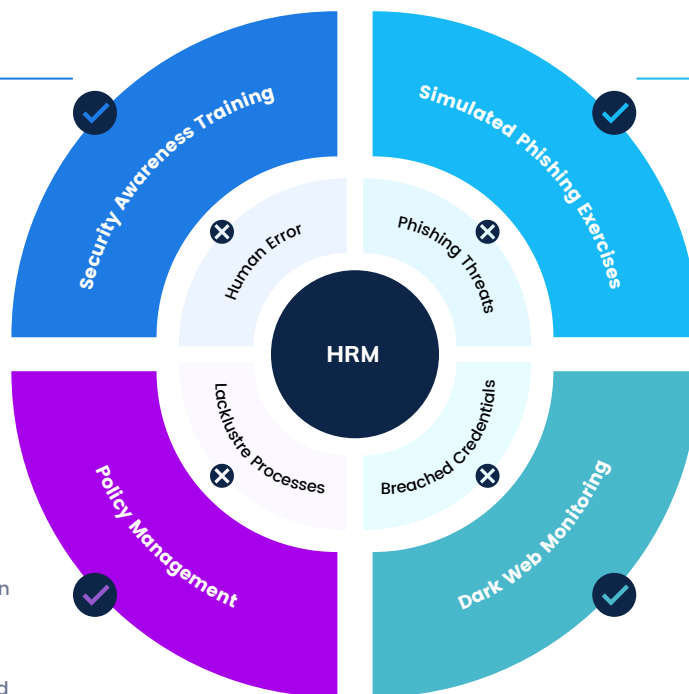 Security Awareness Training
Simulated Phishing Exercises
Human Error
Phishing Threats
HRM
Lacklustre Processes
Breached Credentials
Policy Management
Dark Web Monitoring